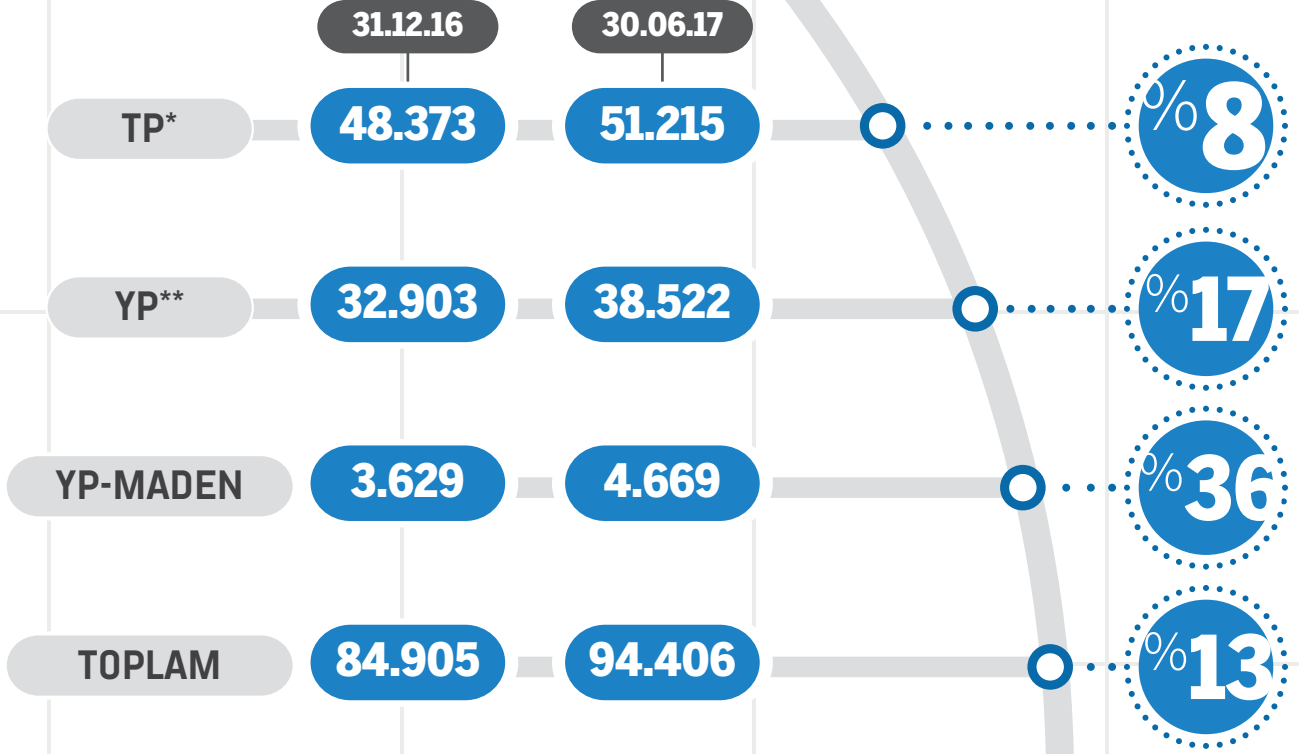 31.12.16 30.06.17
TP* 48.373 51.215 %8
YP** 32.903 38.522 %17
YP-MADEN 3.629 4.669 %36
TOPLAM 84.905 94.406 %13